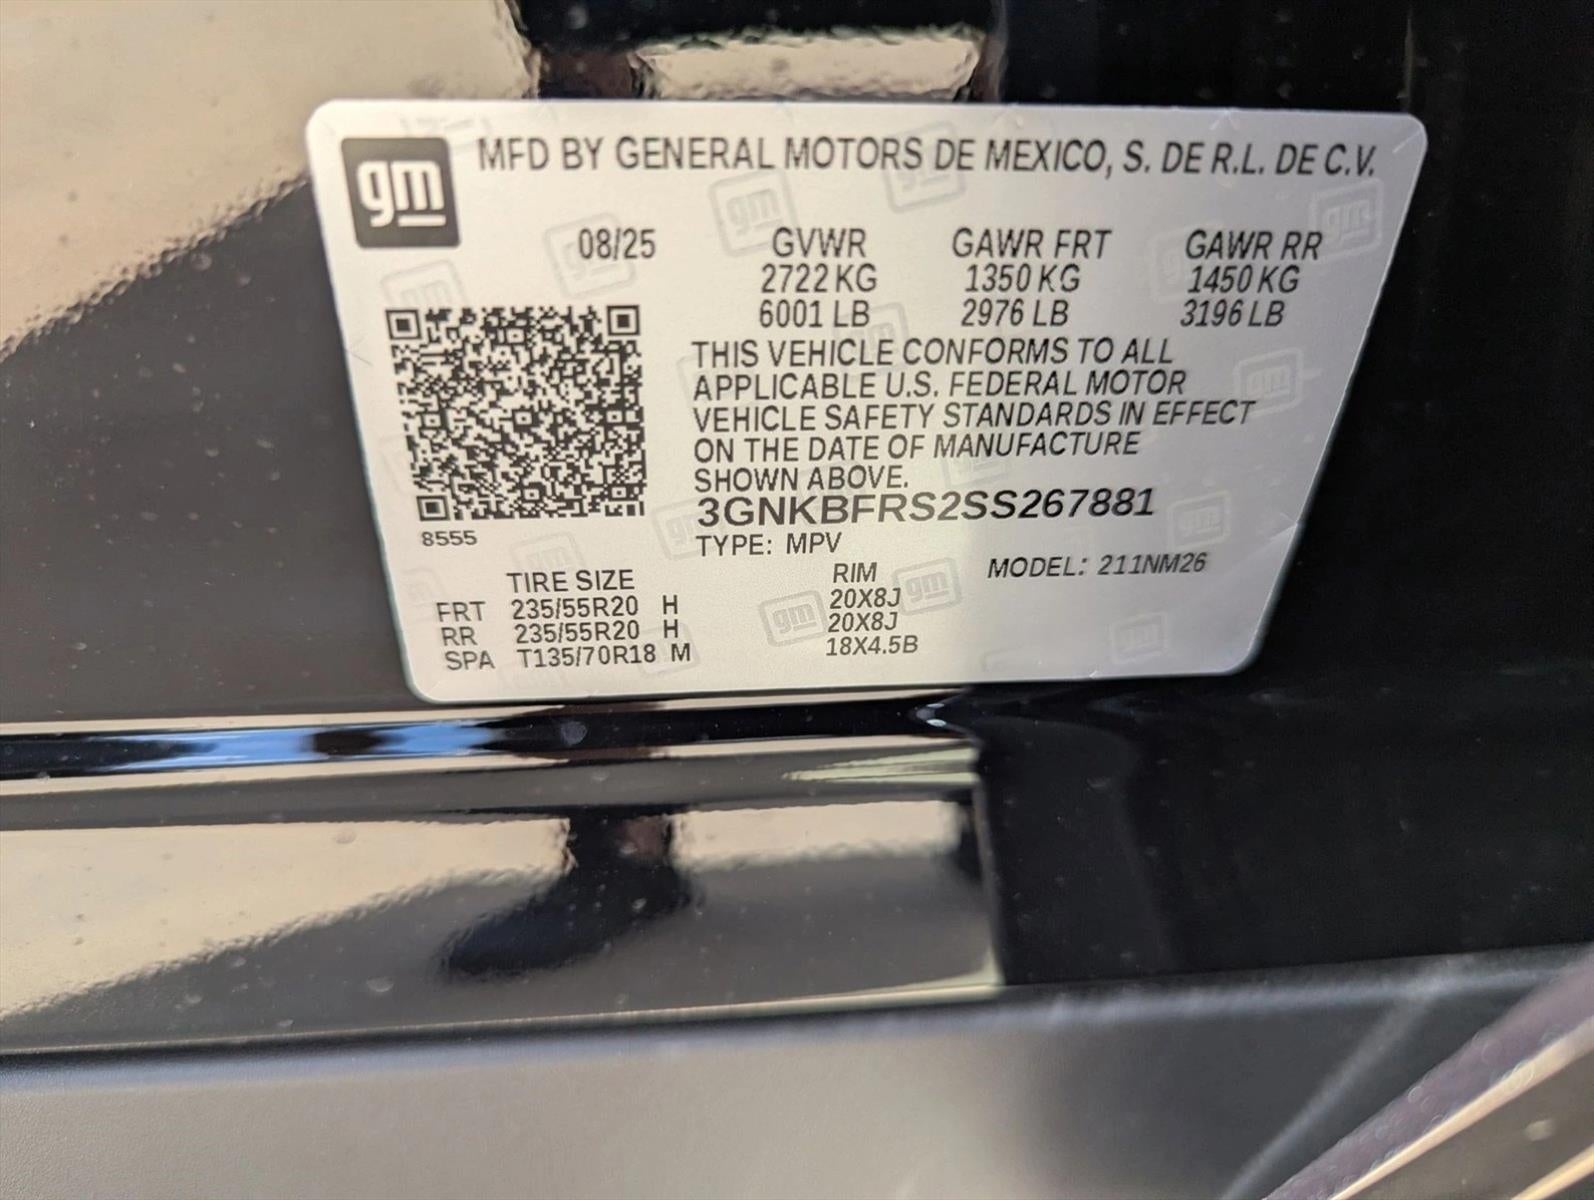 gm MFD BY GENERAL MOTORS DE MEXICO, S. DE R.L. DE C.V.
08/25 GVWR GAWR FRT GAWR RR
2722 KG 1350 KG 1450 KG
6001 LB 2976 LB 3196 LB
THIS VEHICLE CONFORMS TO ALL
APPLICABLE U.S. FEDERAL MOTOR
VEHICLE SAFETY STANDARDS IN EFFECT
ON THE DATE OF MANUFACTURE
SHOWN ABOVE.
3GNKBFRS2SS267881
8555
TYPE: MPV
MODEL: 211NM26
TIRE SIZE RIM
FRT 235/55R20 H 20X8J
RR 235/55R20 H 20X8J
SPA T135/70R18 M 18X4.5B